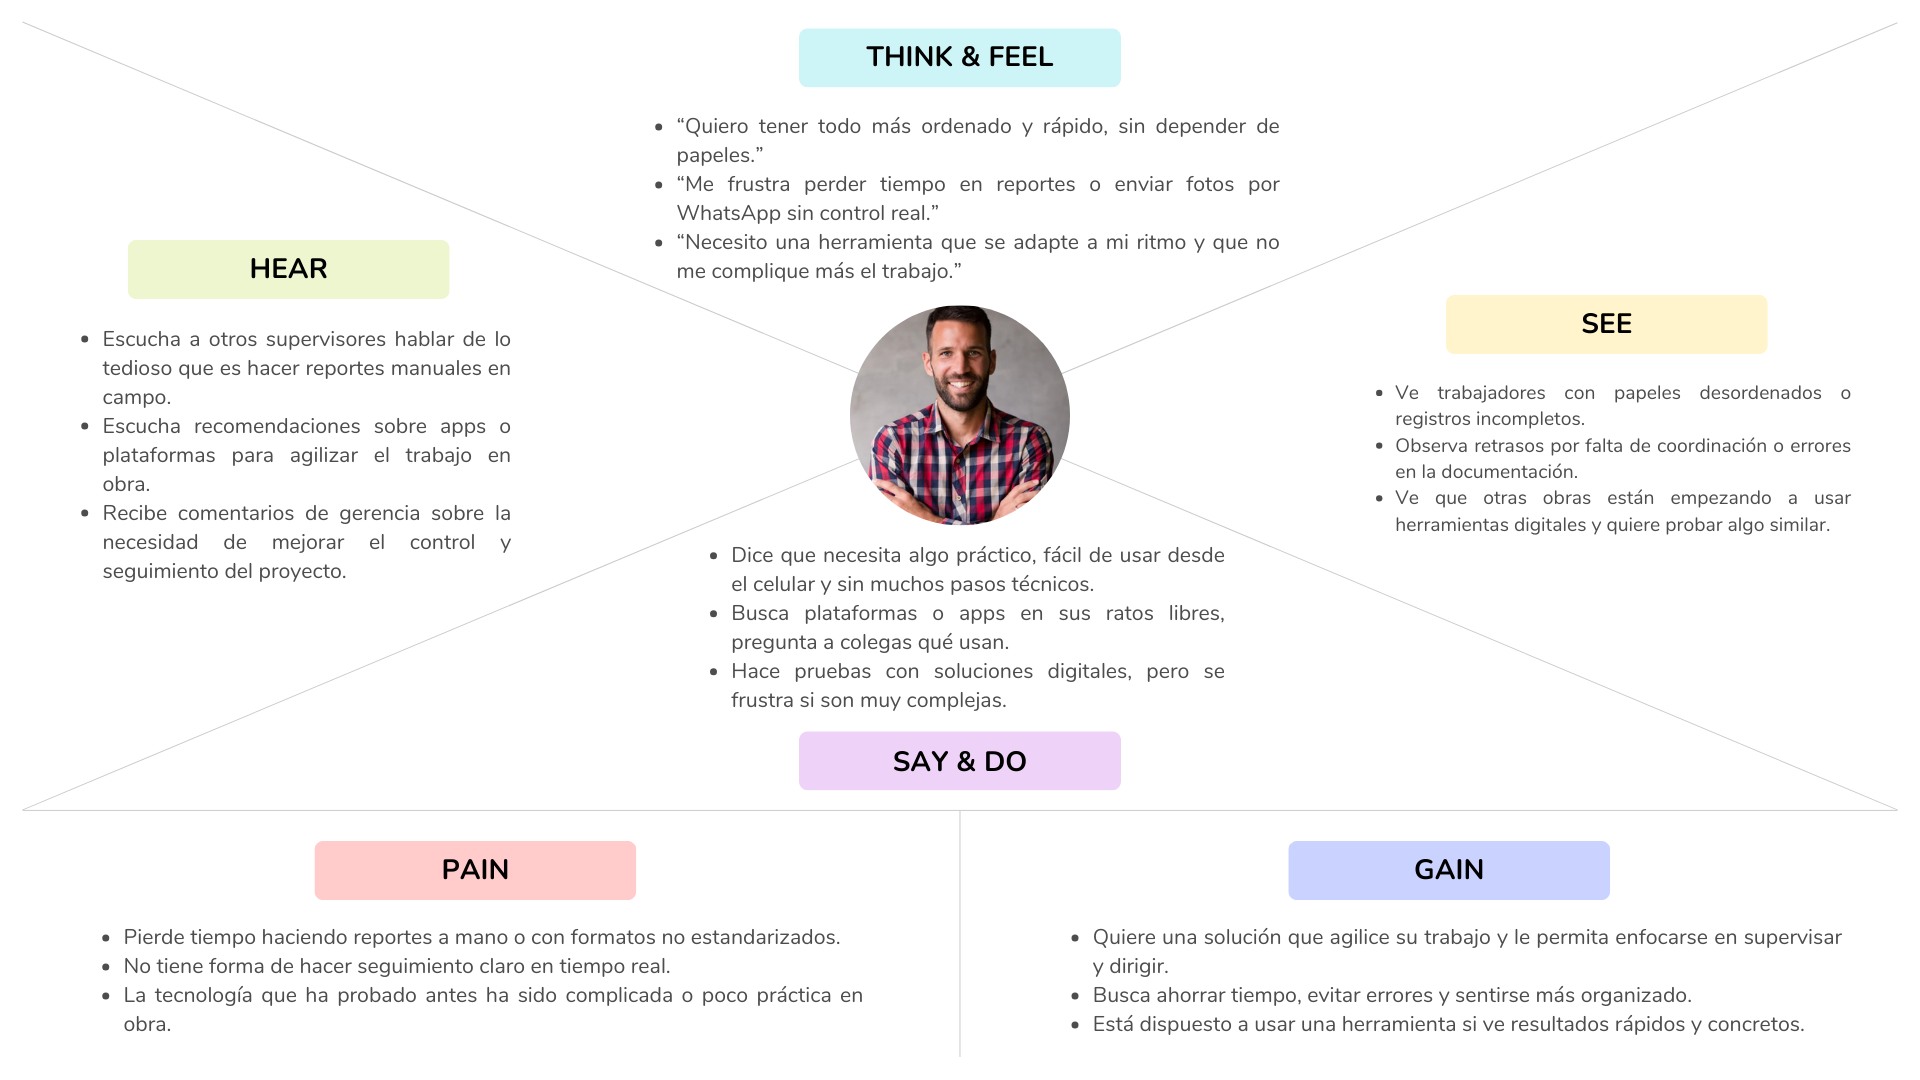 THINK & FEEL
• “Quiero tener todo más ordenado y rápido, sin depender de
papeles.”
• “Me frustra perder tiempo en reportes o enviar fotos por
WhatsApp sin control real.”
• “Necesito una herramienta que se adapte a mi ritmo y que no
me complique más el trabajo.”
HEAR
• Escucha a otros supervisores hablar de lo
tedioso que es hacer reportes manuales en
campo.
• Escucha recomendaciones sobre apps o
plataformas para agilizar el trabajo en
obra.
• Recibe comentarios de gerencia sobre la
necesidad de mejorar el control y
seguimiento del proyecto.
SEE
• Ve trabajadores con papeles desordenados o
registros incompletos.
• Observa retrasos por falta de coordinación o errores
en la documentación.
• Ve que otras obras están empezando a usar
herramientas digitales y quiere probar algo similar.
• Dice que necesita algo práctico, fácil de usar desde
el celular y sin muchos pasos técnicos.
• Busca plataformas o apps en sus ratos libres,
pregunta a colegas qué usan.
• Hace pruebas con soluciones digitales, pero se
frustra si son muy complejas.
SAY & DO
PAIN
• Pierde tiempo haciendo reportes a mano o con formatos no estandarizados.
• No tiene forma de hacer seguimiento claro en tiempo real.
• La tecnología que ha probado antes ha sido complicada o poco práctica en
obra.
GAIN
• Quiere una solución que agilice su trabajo y le permita enfocarse en supervisar
y dirigir.
• Busca ahorrar tiempo, evitar errores y sentirse más organizado.
• Está dispuesto a usar una herramienta si ve resultados rápidos y concretos.